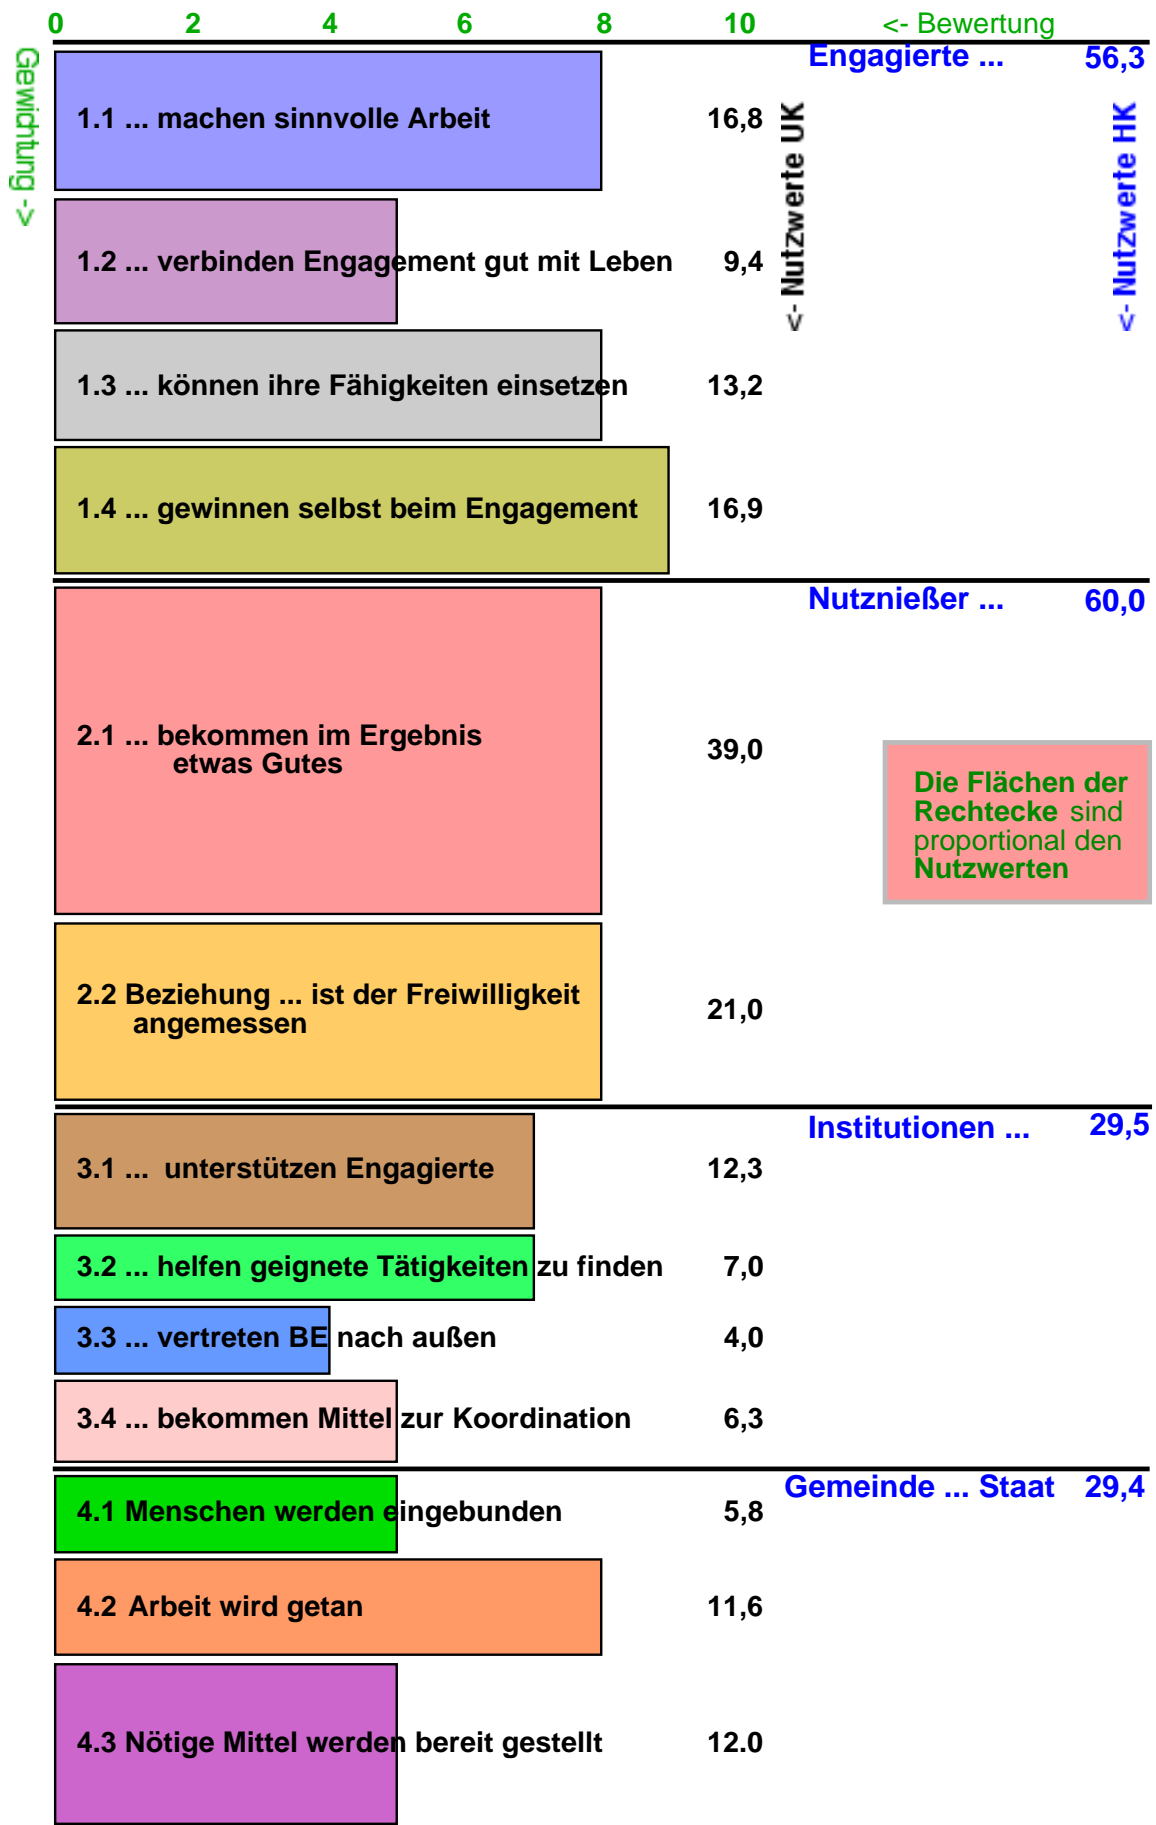 0 2 4 6 8 10 <- Bewertung
Gewichtung ->
Engagierte ... 56,3
<- Nutzwerte UK
<- Nutzwerte HK
1.1 ... machen sinnvolle Arbeit 16,8
1.2 ... verbinden Engagement gut mit Leben 9,4
1.3 ... können ihre Fähigkeiten einsetzen 13,2
1.4 ... gewinnen selbst beim Engagement 16,9
Nutznießer ... 60,0
2.1 ... bekommen im Ergebnis
etwas Gutes
39,0
Die Flächen der
Rechtecke sind
proportional den
Nutzwerten
2.2 Beziehung ... ist der Freiwilligkeit
angemessen
21,0
Institutionen ... 29,5
3.1 ... unterstützen Engagierte 12,3
3.2 ... helfen geignete Tätigkeiten zu finden 7,0
3.3 ... vertreten BE nach außen 4,0
3.4 ... bekommen Mittel zur Koordination 6,3
Gemeinde ... Staat 29,4
4.1 Menschen werden eingebunden 5,8
4.2 Arbeit wird getan 11,6
4.3 Nötige Mittel werden bereit gestellt 12.0